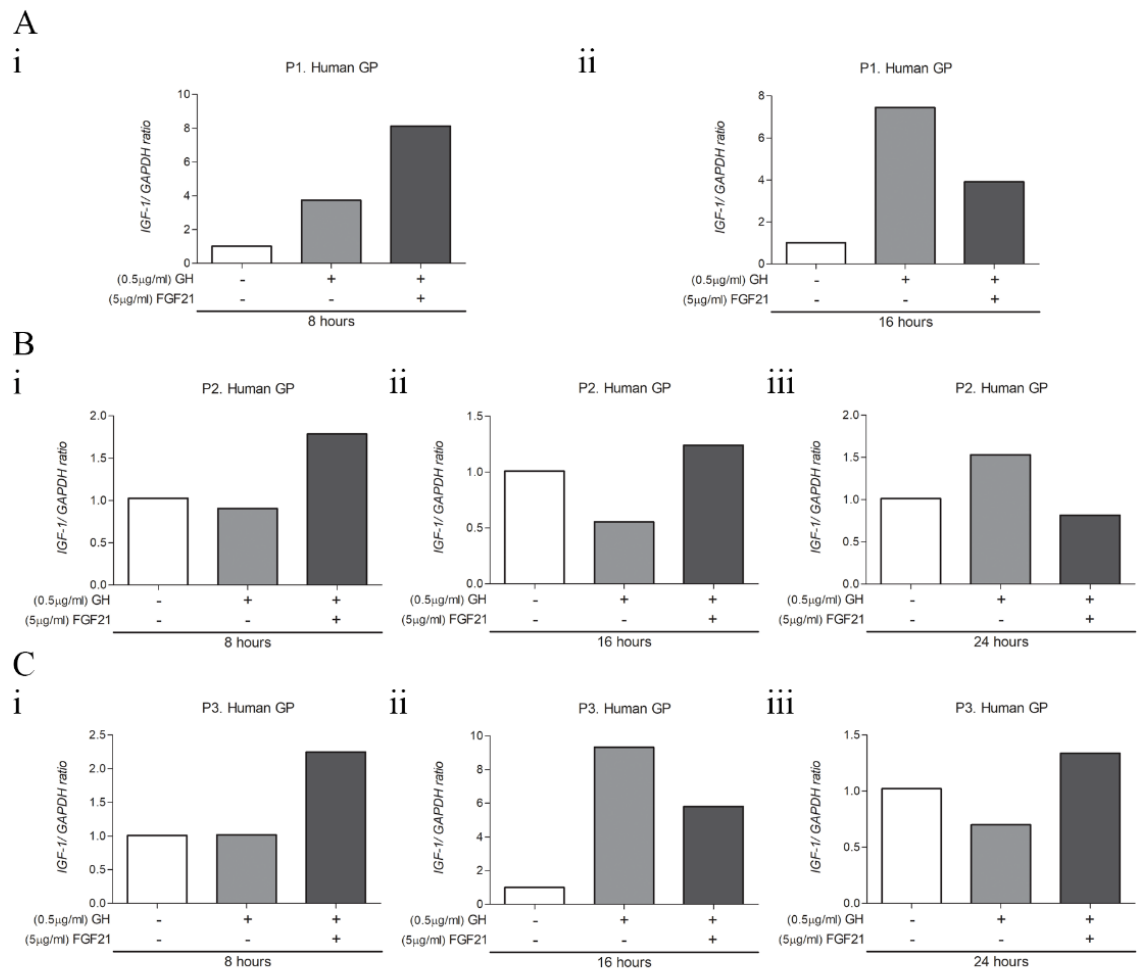 A
i
P1. Human GP
IGF-1/ GAPDH ratio
10
8
6
4
2
0
(0.5μg/ml) GH - + +
(5μg/ml) FGF21 - - +
8 hours
ii
P1. Human GP
IGF-1/ GAPDH ratio
8
6
4
2
0
(0.5μg/ml) GH - + +
(5μg/ml) FGF21 - - +
16 hours
B
i
P2. Human GP
IGF-1/ GAPDH ratio
2.0
1.5
1.0
0.5
0.0
(0.5μg/ml) GH - + +
(5μg/ml) FGF21 - - +
8 hours
ii
P2. Human GP
IGF-1/ GAPDH ratio
1.5
1.0
0.5
0.0
(0.5μg/ml) GH - + +
(5μg/ml) FGF21 - - +
16 hours
iii
P2. Human GP
IGF-1/ GAPDH ratio
2.0
1.5
1.0
0.5
0.0
(0.5μg/ml) GH - + +
(5μg/ml) FGF21 - - +
24 hours
C
i
P3. Human GP
IGF-1/ GAPDH ratio
2.5
2.0
1.5
1.0
0.5
0.0
(0.5μg/ml) GH - + +
(5μg/ml) FGF21 - - +
8 hours
ii
P3. Human GP
IGF-1/ GAPDH ratio
10
8
6
4
2
0
(0.5μg/ml) GH - + +
(5μg/ml) FGF21 - - +
16 hours
iii
P3. Human GP
IGF-1/ GAPDH ratio
1.5
1.0
0.5
0.0
(0.5μg/ml) GH - + +
(5μg/ml) FGF21 - - +
24 hours